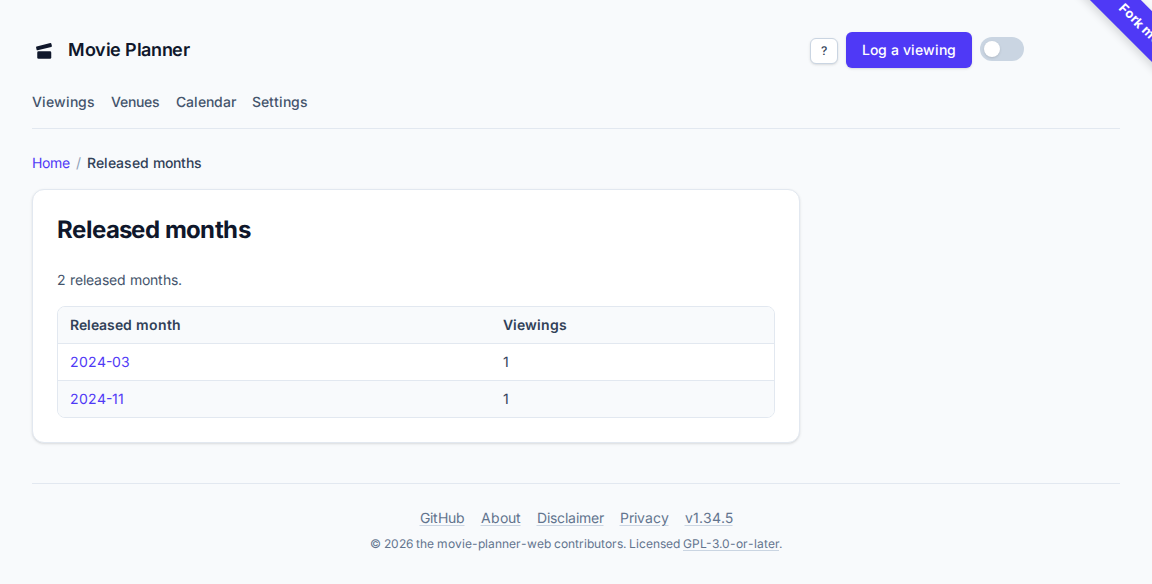 Movie Planner
?
Log a viewing
Fork m
Viewings Venues Calendar Settings
Home / Released months
Released months
2 released months.
Released month Viewings
2024-03 1
2024-11 1
GitHub About Disclaimer Privacy v1.34.5
© 2026 the movie-planner-web contributors. Licensed GPL-3.0-or-later.